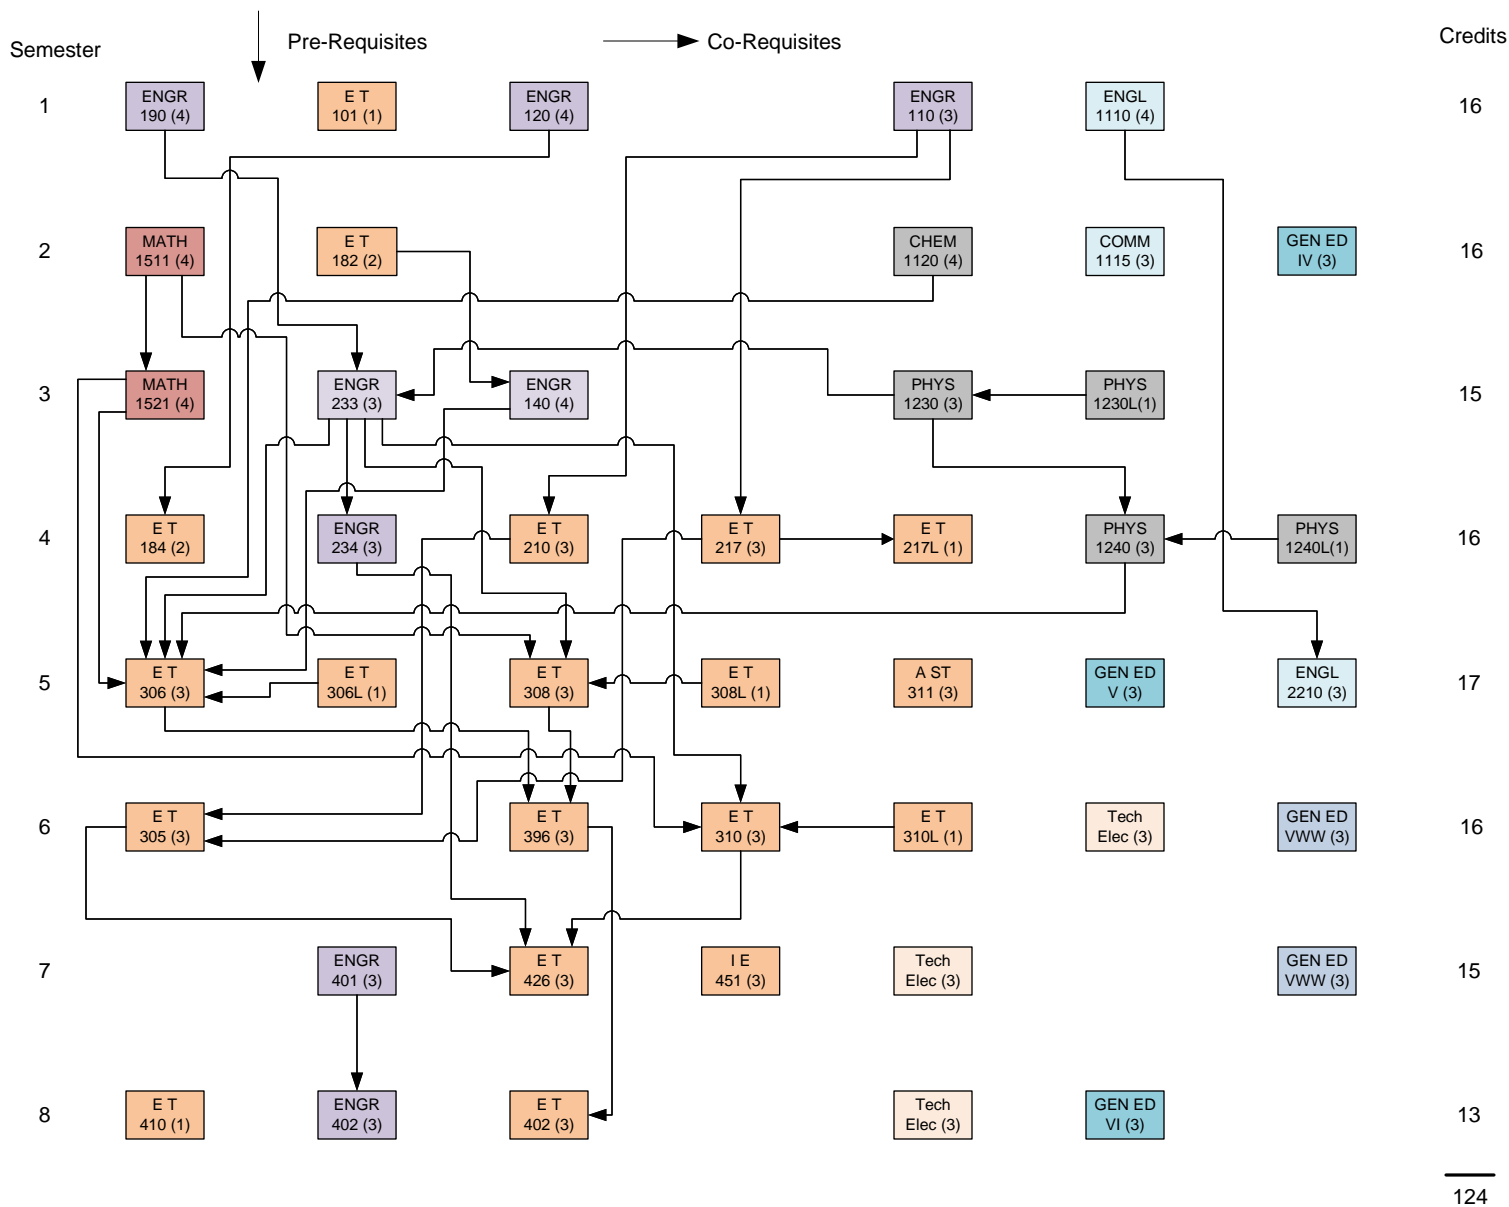 Semester
Pre-Requisites
Co-Requisites
Credits
1
ENGR
190 (4)
E T
101 (1)
ENGR
120 (4)
ENGR
110 (3)
ENGL
1110 (4)
16
2
MATH
1511 (4)
E T
182 (2)
CHEM
1120 (4)
COMM
1115 (3)
GEN ED
IV (3)
16
3
MATH
1521 (4)
ENGR
233 (3)
ENGR
140 (4)
PHYS
1230 (3)
PHYS
1230L(1)
15
4
E T
184 (2)
ENGR
234 (3)
E T
210 (3)
E T
217 (3)
E T
217L (1)
PHYS
1240 (3)
PHYS
1240L(1)
16
5
E T
306 (3)
E T
306L (1)
E T
308 (3)
E T
308L (1)
A ST
311 (3)
GEN ED
V (3)
ENGL
2210 (3)
17
6
E T
305 (3)
E T
396 (3)
E T
310 (3)
E T
310L (1)
Tech
Elec (3)
GEN ED
VWW (3)
16
7
ENGR
401 (3)
E T
426 (3)
I E
451 (3)
Tech
Elec (3)
GEN ED
VWW (3)
15
8
E T
410 (1)
ENGR
402 (3)
E T
402 (3)
Tech
Elec (3)
GEN ED
VI (3)
13
124